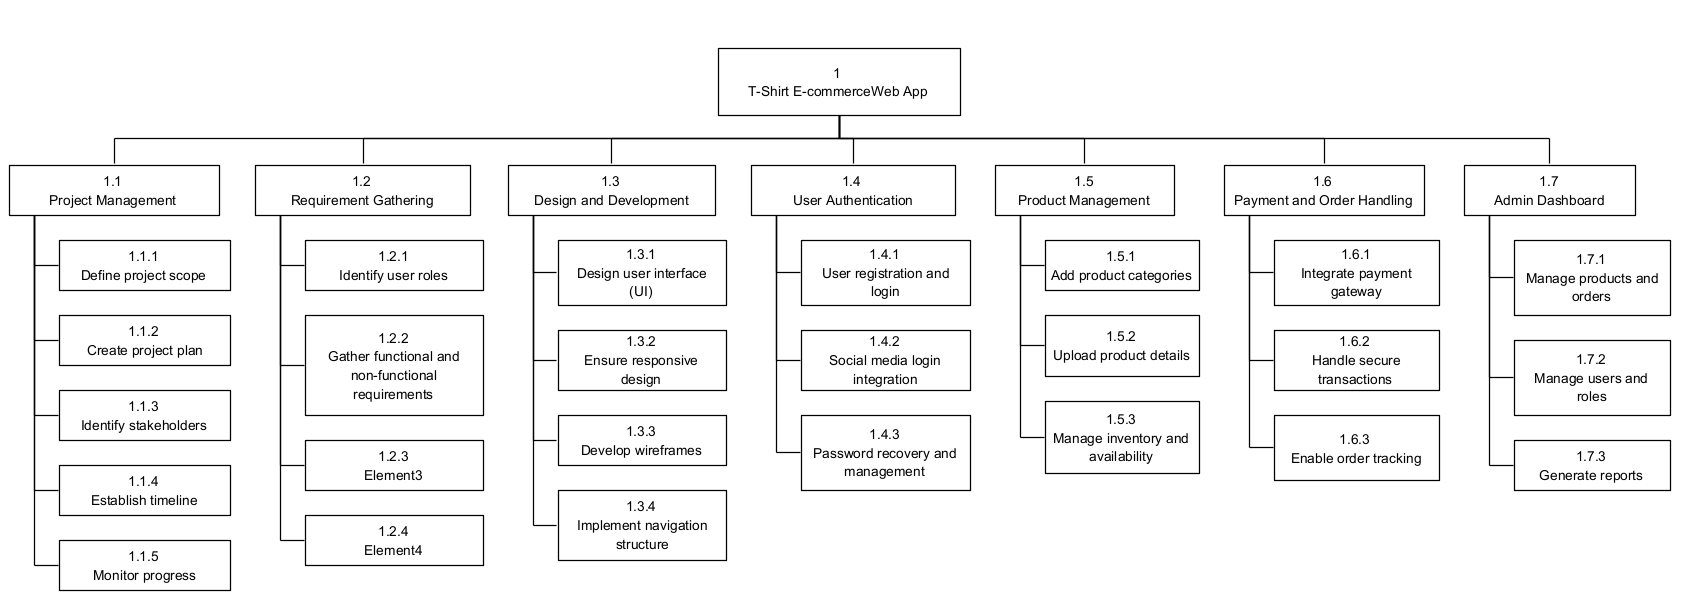 1
T-Shirt E-commerceWeb App
1.1
Project Management
1.1.1
Define project scope
1.1.2
Create project plan
1.1.3
Identify stakeholders
1.1.4
Establish timeline
1.1.5
Monitor progress
1.2
Requirement Gathering
1.2.1
Identify user roles
1.2.2
Gather functional and
non-functional
requirements
1.2.3
Element3
1.2.4
Element4
1.3
Design and Development
1.3.1
Design user interface
(UI)
1.3.2
Ensure responsive
design
1.3.3
Develop wireframes
1.3.4
Implement navigation
structure
1.4
User Authentication
1.4.1
User registration and
login
1.4.2
Social media login
integration
1.4.3
Password recovery and
management
1.5
Product Management
1.5.1
Add product categories
1.5.2
Upload product details
1.5.3
Manage inventory and
availability
1.6
Payment and Order Handling
1.6.1
Integrate payment
gateway
1.6.2
Handle secure
transactions
1.6.3
Enable order tracking
1.7
Admin Dashboard
1.7.1
Manage products and
orders
1.7.2
Manage users and
roles
1.7.3
Generate reports